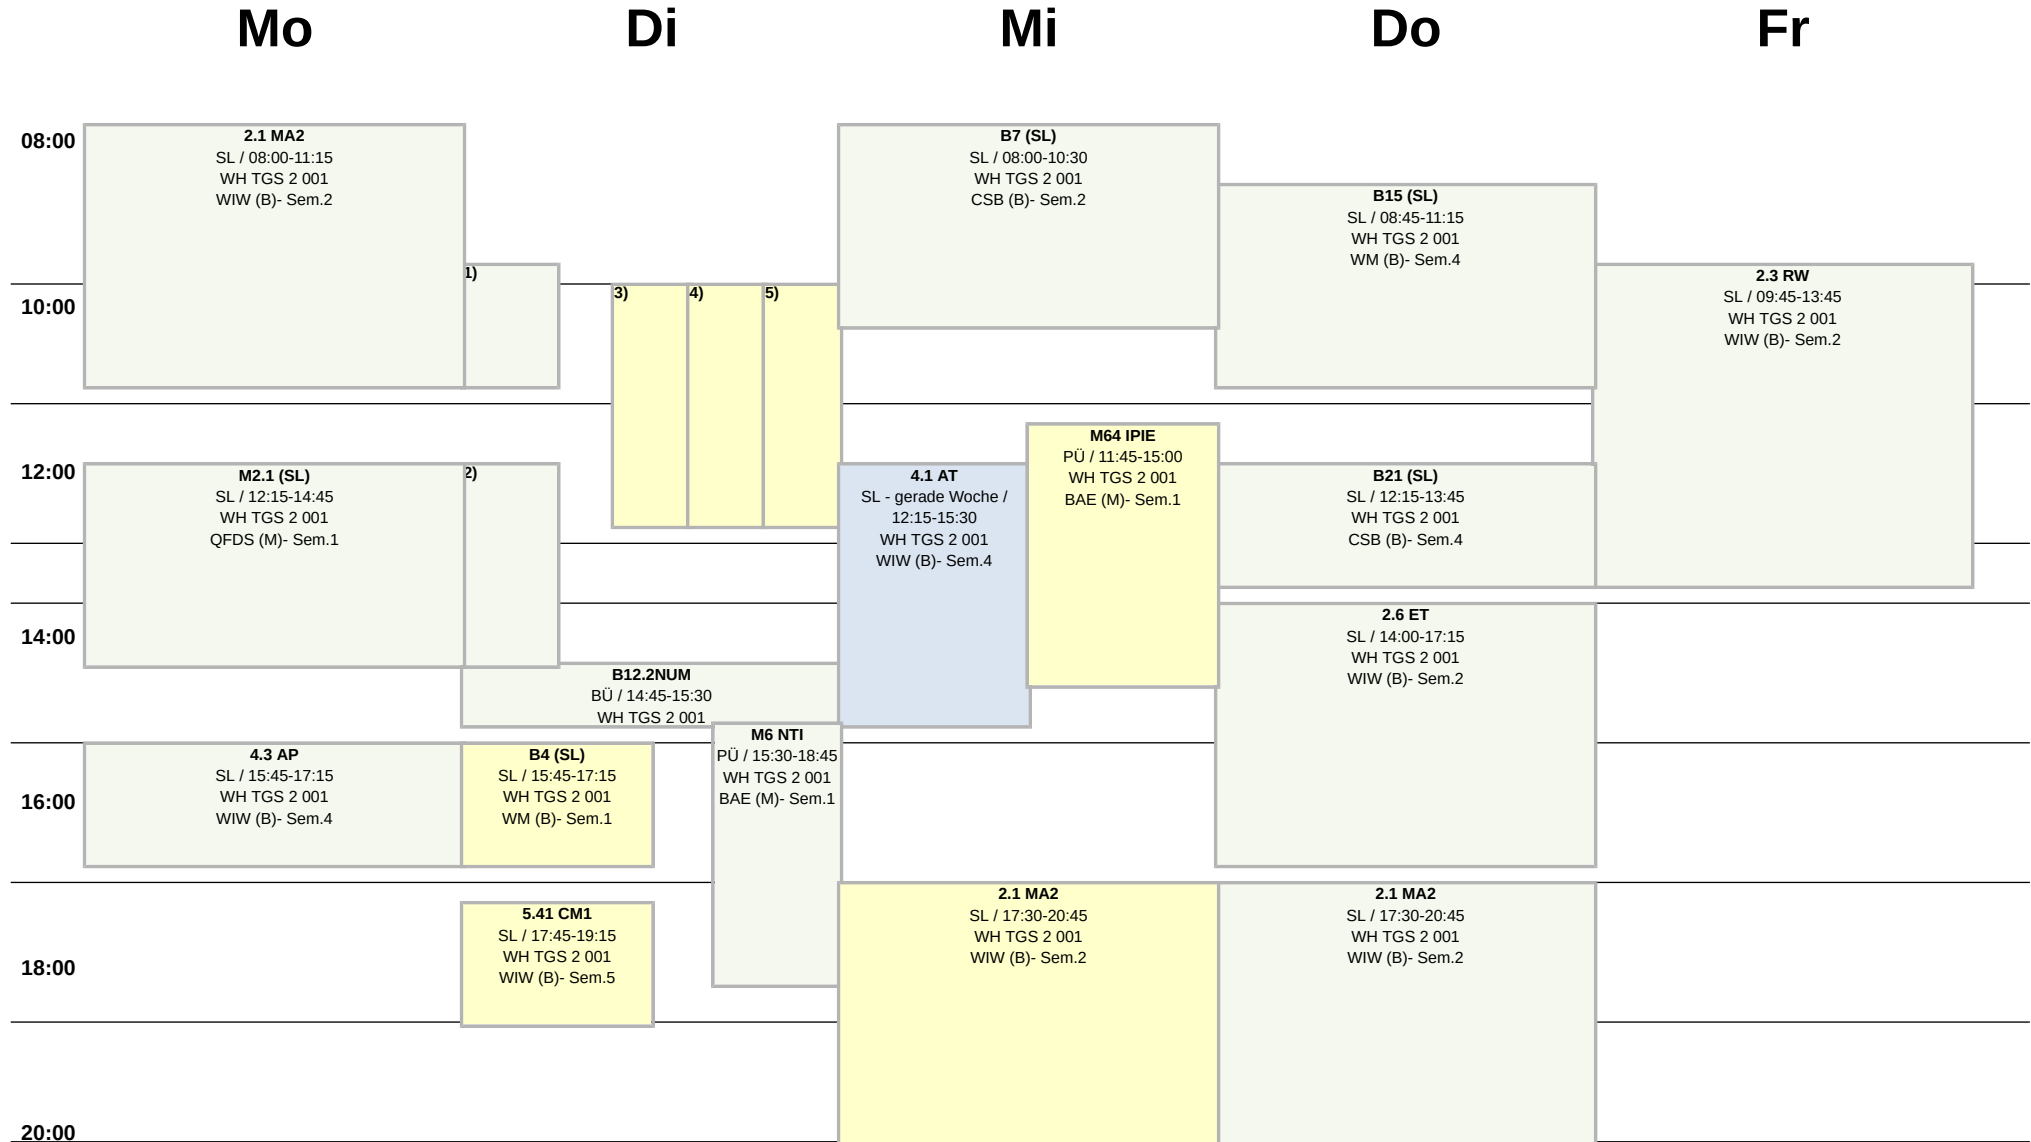 Mo
Di
Mi
Do
Fr
08:00
10:00
12:00
14:00
16:00
18:00
20:00
2.1 MA2
SL / 08:00-11:15
WH TGS 2 001
WIW (B)- Sem.2
M2.1 (SL)
SL / 12:15-14:45
WH TGS 2 001
QFDS (M)- Sem.1
4.3 AP
SL / 15:45-17:15
WH TGS 2 001
WIW (B)- Sem.4
1)
2)
3)
4)
5)
B12.2NUM
BÜ / 14:45-15:30
WH TGS 2 001
B4 (SL)
SL / 15:45-17:15
WH TGS 2 001
WM (B)- Sem.1
M6 NTI
PÜ / 15:30-18:45
WH TGS 2 001
BAE (M)- Sem.1
5.41 CM1
SL / 17:45-19:15
WH TGS 2 001
WIW (B)- Sem.5
B7 (SL)
SL / 08:00-10:30
WH TGS 2 001
CSB (B)- Sem.2
4.1 AT
SL - gerade Woche /
12:15-15:30
WH TGS 2 001
WIW (B)- Sem.4
M64 IPIE
PÜ / 11:45-15:00
WH TGS 2 001
BAE (M)- Sem.1
2.1 MA2
SL / 17:30-20:45
WH TGS 2 001
WIW (B)- Sem.2
B15 (SL)
SL / 08:45-11:15
WH TGS 2 001
WM (B)- Sem.4
B21 (SL)
SL / 12:15-13:45
WH TGS 2 001
CSB (B)- Sem.4
2.6 ET
SL / 14:00-17:15
WH TGS 2 001
WIW (B)- Sem.2
2.1 MA2
SL / 17:30-20:45
WH TGS 2 001
WIW (B)- Sem.2
2.3 RW
SL / 09:45-13:45
WH TGS 2 001
WIW (B)- Sem.2